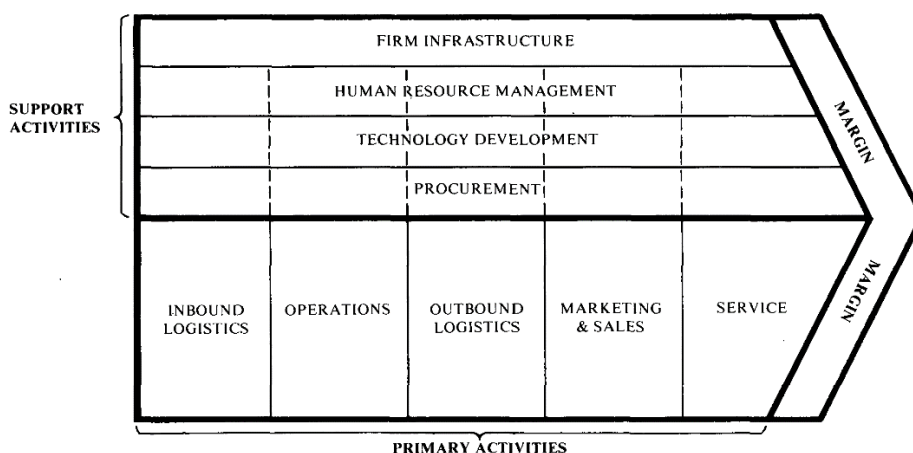 FIRM INFRASTRUCTURE
HUMAN RESOURCE MANAGEMENT
SUPPORT
ACTIVITIES
TECHNOLOGY DEVELOPMENT
PROCUREMENT
MARGIN
MARGIN
INBOUND
LOGISTICS
OPERATIONS
OUTBOUND
LOGISTICS
MARKETING
& SALES
SERVICE
PRIMARY ACTIVITIES